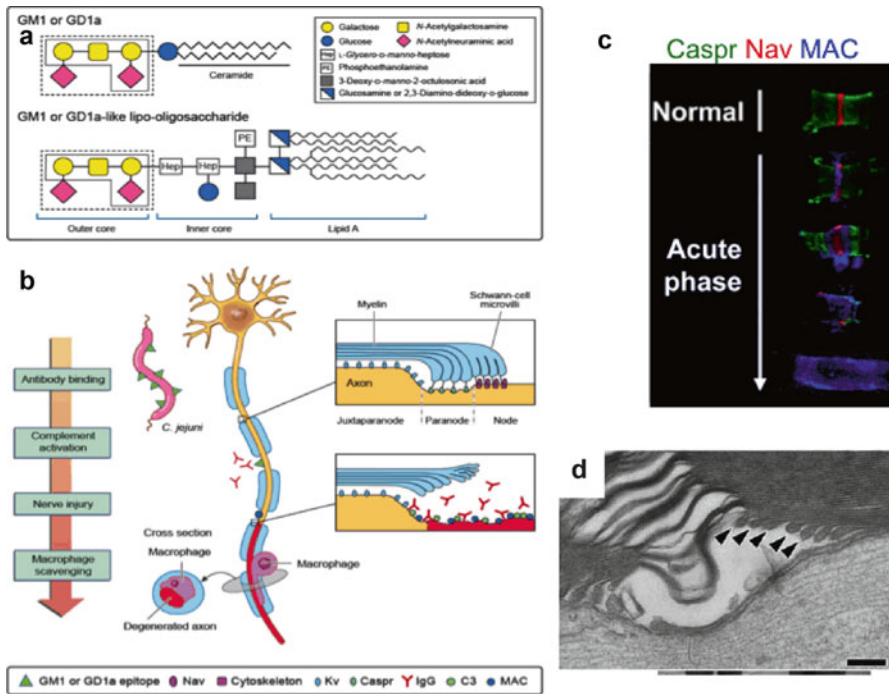 a
GM1 or GD1a
Ceramide
Galactose
N-Acetylgalactosamine
Glucose
N-Acetylneuraminic acid
Hep
L-Glycero-D-manno-heptose
PE
Phosphoethanolamine
3-Deoxy-D-manno-2-octulosonic acid
Glucosamine or 2,3-Diamino-dideoxy-D-glucose
GM1 or GD1a-like lipo-oligosaccharide
PE
Hep
Hep
Outer core
Inner core
Lipid A
b
Antibody binding
Complement activation
Nerve injury
Macrophage scavenging
C. jejuni
Cross section
Macrophage
Degenerated axon
Macrophage
Myelin
Schwann-cell
microvilli
Axon
Juxtaparanode
Paranode
Node
GM1 or GD1a epitope
Nav
Cytoskeleton
Kv
Caspr
IgG
C3
MAC
c
Caspr Nav MAC
Normal
Acute
phase
d